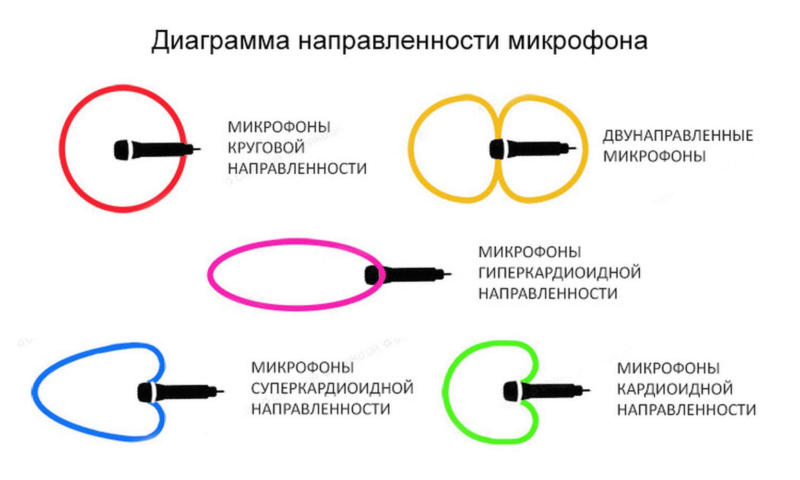 Диаграмма направленности микрофона
МИКРОФОНЫ
КРУГОВОЙ
НАПРАВЛЕННОСТИ
ДВУНАПРАВЛЕННЫЕ
МИКРОФОНЫ
МИКРОФОНЫ
ГИПЕРКАРДИОИДНОЙ
НАПРАВЛЕННОСТИ
МИКРОФОНЫ
СУПЕРКАРДИОИДНОЙ
НАПРАВЛЕННОСТИ
МИКРОФОНЫ
КАРДИОИДНОЙ
НАПРАВЛЕННОСТИ